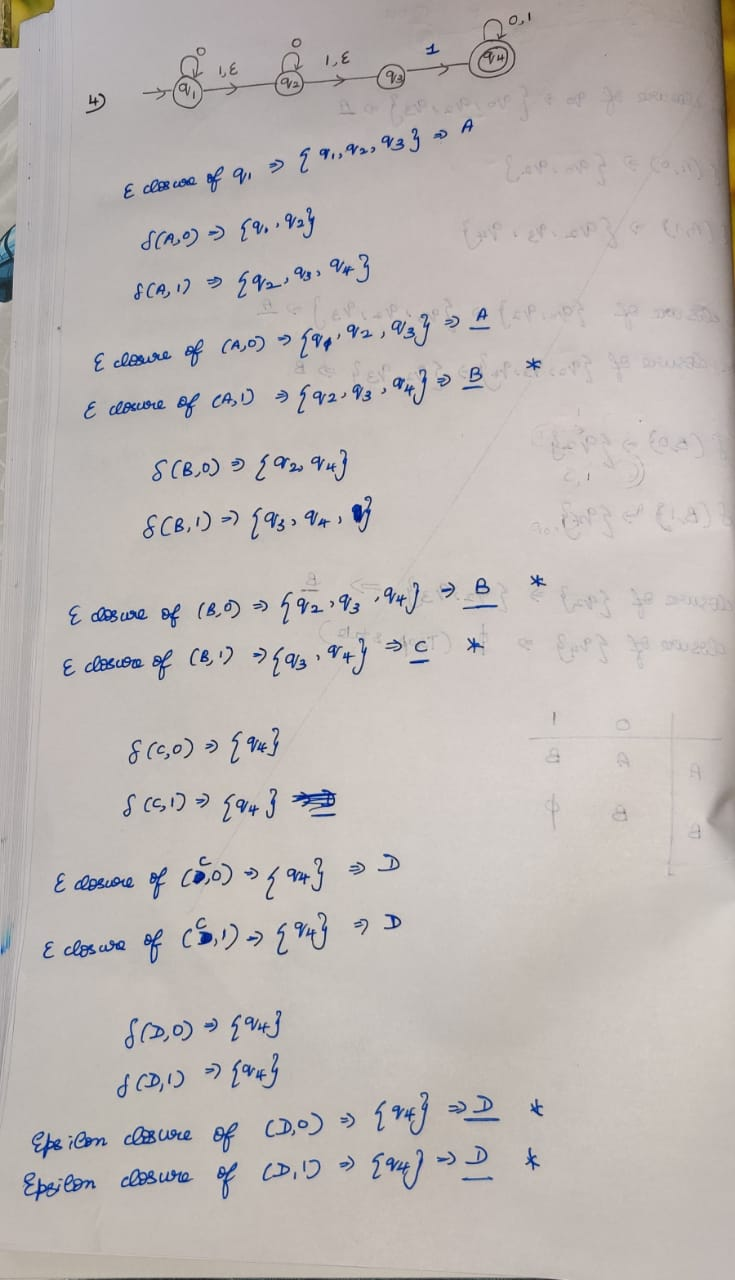 4)
0 0 0,1
1,ε 1,ε 1
q1 q2 q3 q4
ε closure of q1 ⇒ {q1, q2, q3} ⇒ A
δ(A,0) ⇒ {q1, q2}
δ(A,1) ⇒ {q2, q3, q4}
ε closure of (A,0) ⇒ {q1, q2, q3} ⇒ A
ε closure of (A,1) ⇒ {q2, q3, q4} ⇒ B *
δ(B,0) ⇒ {q2, q4}
δ(B,1) ⇒ {q3, q4, }
ε closure of (B,0) ⇒ {q2, q3, q4} ⇒ B *
ε closure of (B,1) ⇒ {q3, q4} ⇒ C *
δ(C,0) ⇒ {q4}
δ(C,1) ⇒ {q4}
ε closure of (C,0) ⇒ {q4} ⇒ D
ε closure of (C,1) ⇒ {q4} ⇒ D
δ(D,0) ⇒ {q4}
δ(D,1) ⇒ {q4}
Epsilon closure of (D,0) ⇒ {q4} ⇒ D *
Epsilon closure of (D,1) ⇒ {q4} ⇒ D *